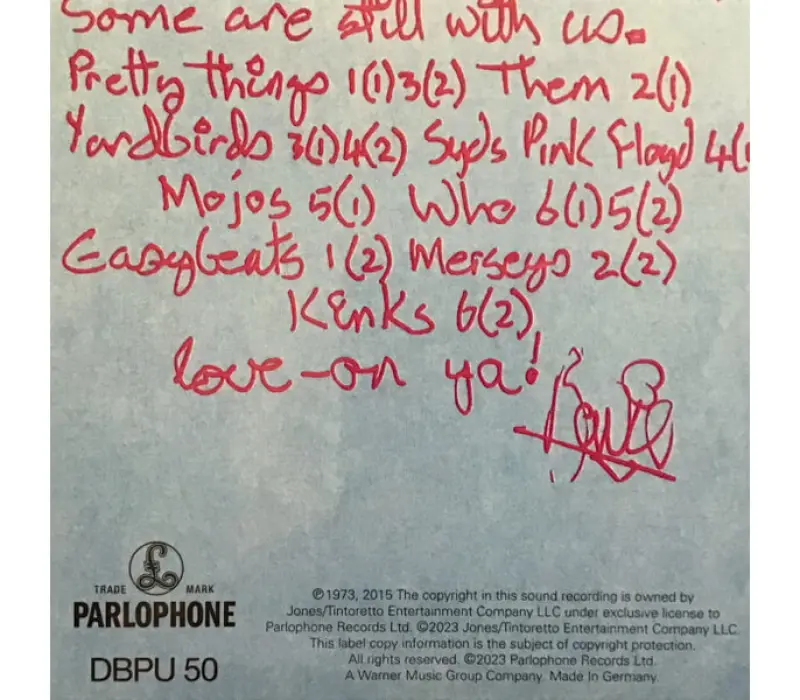 Some are still with us.
Pretty things 1(1)3(2) Them 2(1)
Yardbirds 3(1)4(2) Syd's Pink Floyd 4(
Mojos 5(1) Who 6(1)5(2)
Easybeats 1(2) Merseys 2(2)
Kinks 6(2)
love-on ya!
Bowie
TRADE MARK
PARLOPHONE
DBPU 50
℗1973, 2015 The copyright in this sound recording is owned by
Jones/Tintoretto Entertainment Company LLC under exclusive license to
Parlophone Records Ltd. ©2023 Jones/Tintoretto Entertainment Company LLC.
This label copy information is the subject of copyright protection.
All rights reserved. ©2023 Parlophone Records Ltd.
A Warner Music Group Company. Made In Germany.